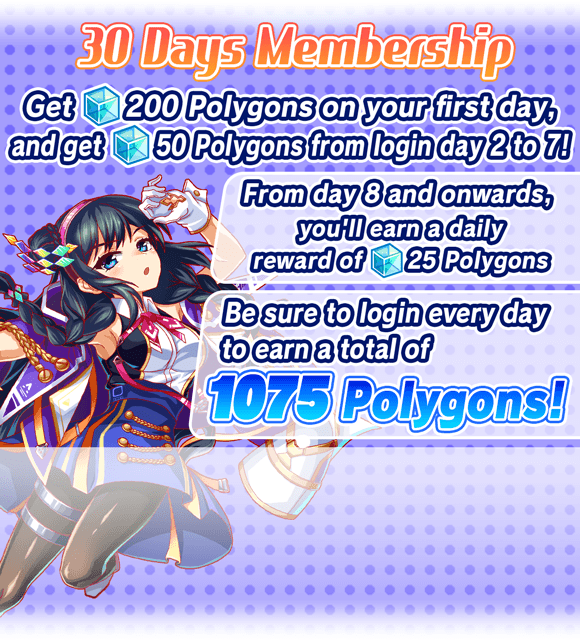 30 Days Membership
Get 200 Polygons on your first day,
and get 50 Polygons from login day 2 to 7!
From day 8 and onwards,
you'll earn a daily
reward of 25 Polygons
Be sure to login every day
to earn a total of
1075 Polygons!